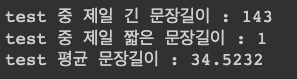 test 중 제일 긴 문장길이 : 143
test 중 제일 짧은 문장길이 : 1
test 평균 문장길이 : 34.5232